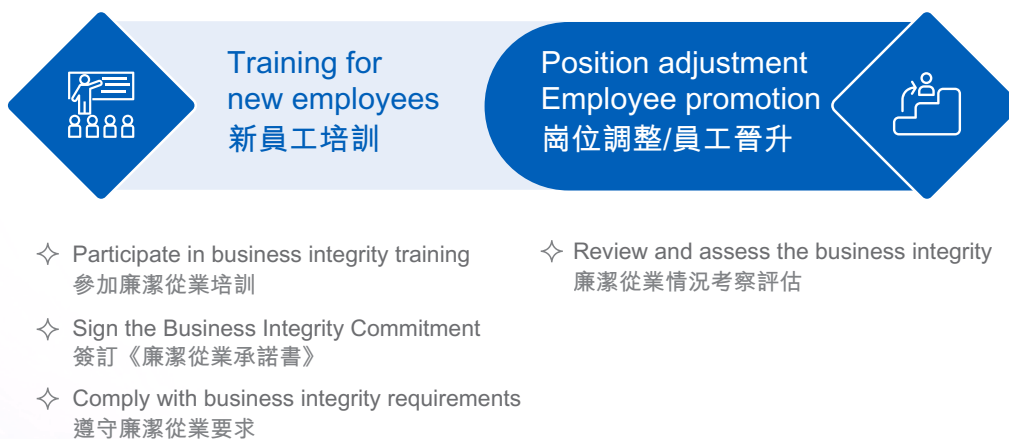 Training for
new employees
新員工培訓
Position adjustment
Employee promotion
崗位調整/員工晉升
Participate in business integrity training
參加廉潔從業培訓
Sign the Business Integrity Commitment
簽訂《廉潔從業承諾書》
Comply with business integrity requirements
遵守廉潔從業要求
Review and assess the business integrity
廉潔從業情況考察評估